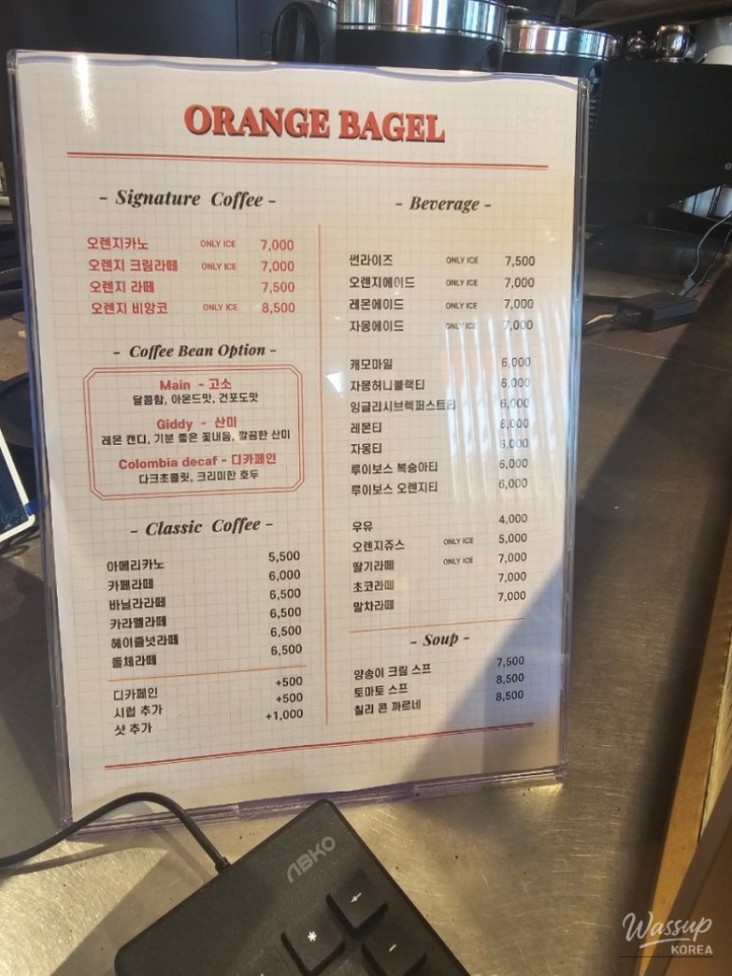 ORANGE BAGEL
- Signature Coffee -
오렌지카노 ONLY ICE 7,000
오렌지 크림라떼 ONLY ICE 7,000
오렌지 라떼 7,500
오렌지 비앙코 ONLY ICE 8,500
- Coffee Bean Option -
Main - 고소
달콤함, 아몬드맛, 건포도맛
Giddy - 산미
레몬 캔디, 기분 좋은 꽃내음, 깔끔한 산미
Colombia decaf - 디카페인
다크초콜릿, 크리미한 호두
- Classic Coffee -
아메리카노 5,500
카페라떼 6,000
바닐라라떼 6,500
카라멜라떼 6,500
헤이즐넛라떼 6,500
돌체라떼 6,500
디카페인 +500
시럽 추가 +500
샷 추가 +1,000
- Beverage -
썬라이즈 ONLY ICE 7,500
오렌지에이드 ONLY ICE 7,000
레몬에이드 ONLY ICE 7,000
자몽에이드 ONLY ICE 7,000
캐모마일 6,000
자몽허니블랙티 6,000
잉글리시브렉퍼스트티 6,000
레몬티 6,000
자몽티 6,000
루이보스 복숭아티 6,000
루이보스 오렌지티 6,000
우유 4,000
오렌지쥬스 ONLY ICE 5,000
딸기라떼 ONLY ICE 7,000
초코라떼 7,000
말차라떼 7,000
- Soup -
양송이 크림 스프 7,500
토마토 스프 8,500
칠리 콘 까르네 8,500
ABKO
*
-
Wassup
KOREA